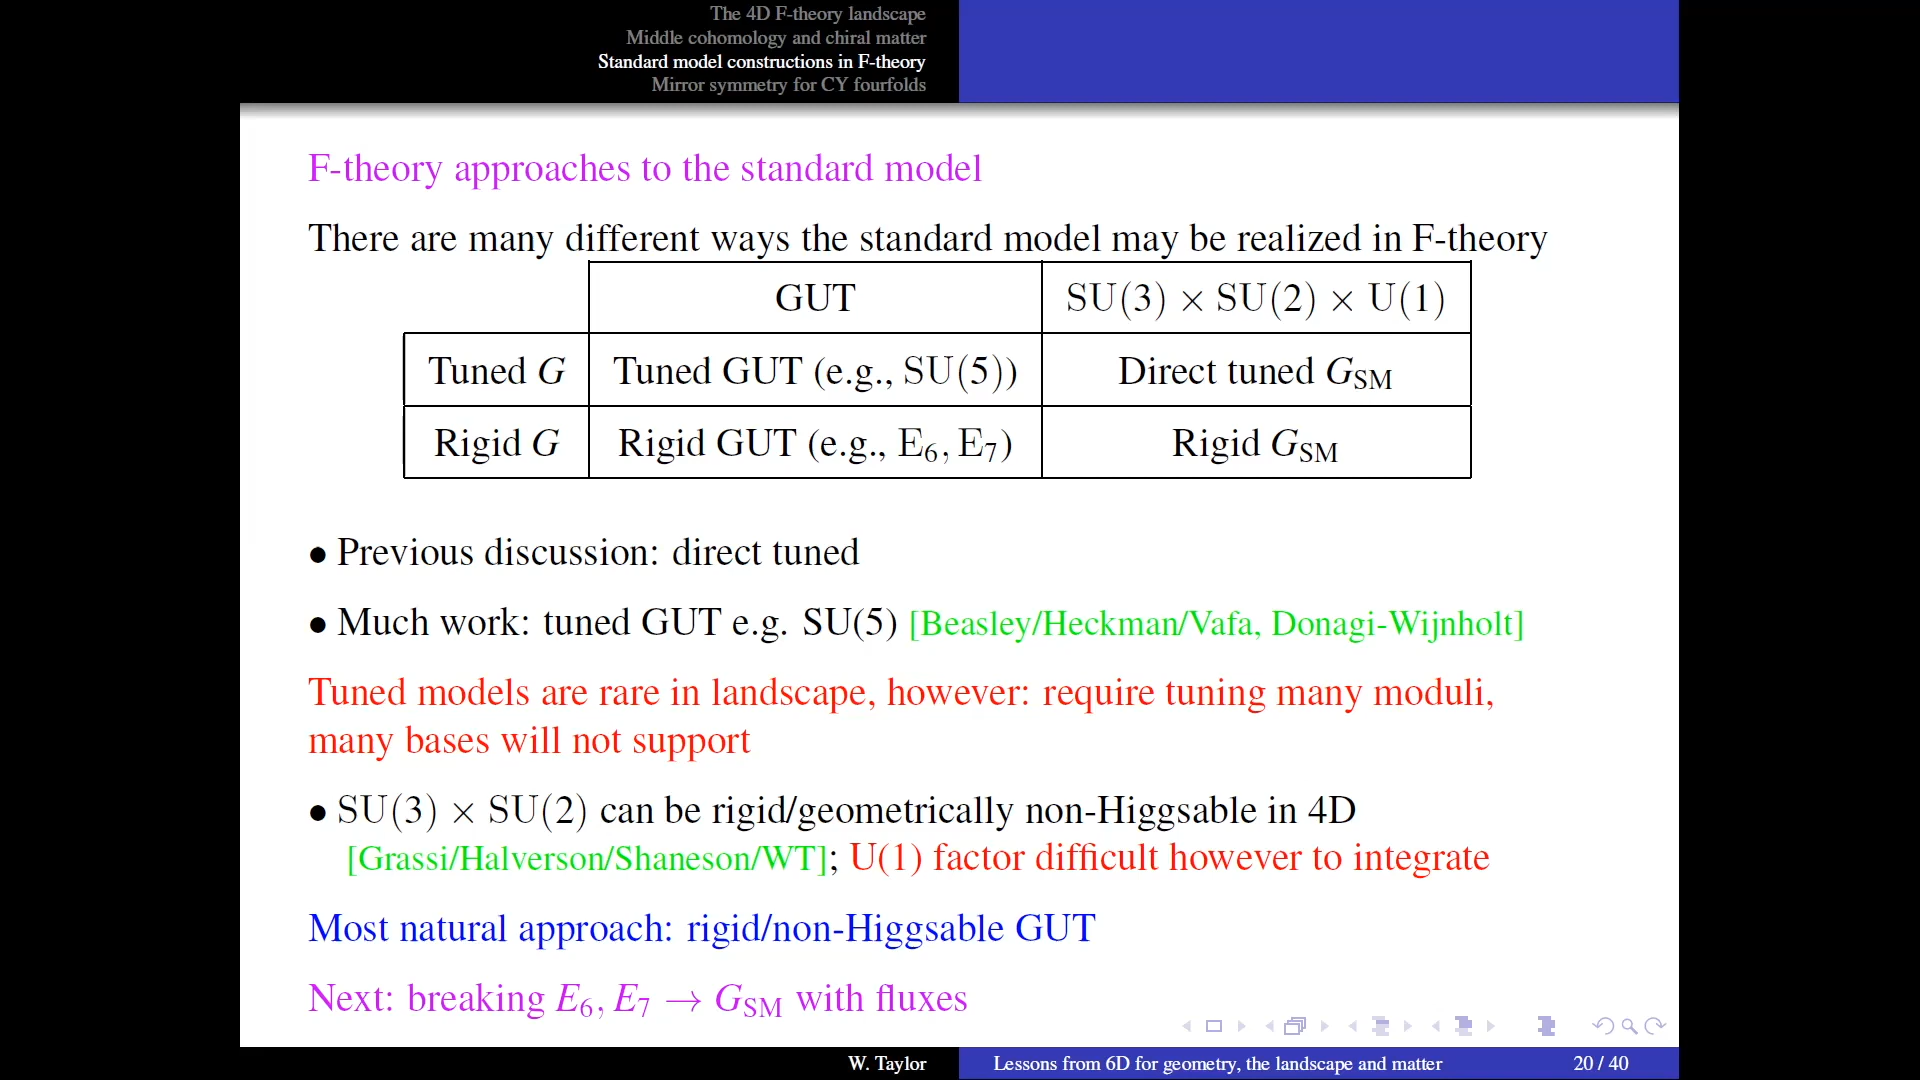 The 4D F-theory landscape
Middle cohomology and chiral matter
Standard model constructions in F-theory
Mirror symmetry for CY fourfolds
F-theory approaches to the standard model
There are many different ways the standard model may be realized in F-theory
GUT SU(3) × SU(2) × U(1)
Tuned G Tuned GUT (e.g., SU(5)) Direct tuned G_SM
Rigid G Rigid GUT (e.g., E₆, E₇) Rigid G_SM
• Previous discussion: direct tuned
• Much work: tuned GUT e.g. SU(5) [Beasley/Heckman/Vafa, Donagi-Wijnholt]
Tuned models are rare in landscape, however: require tuning many moduli,
many bases will not support
• SU(3) × SU(2) can be rigid/geometrically non-Higgsable in 4D
[Grassi/Halverson/Shaneson/WT]; U(1) factor difficult however to integrate
Most natural approach: rigid/non-Higgsable GUT
Next: breaking E₆, E₇ → G_SM with fluxes
W. Taylor Lessons from 6D for geometry, the landscape and matter 20 / 40